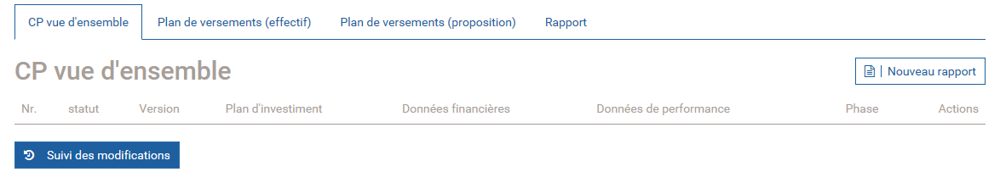 CP vue d'ensemble Plan de versements (effectif) Plan de versements (proposition) Rapport
CP vue d'ensemble
Nouveau rapport
Nr. statut Version Plan d'investiment Données financières Données de performance Phase Actions
Suivi des modifications